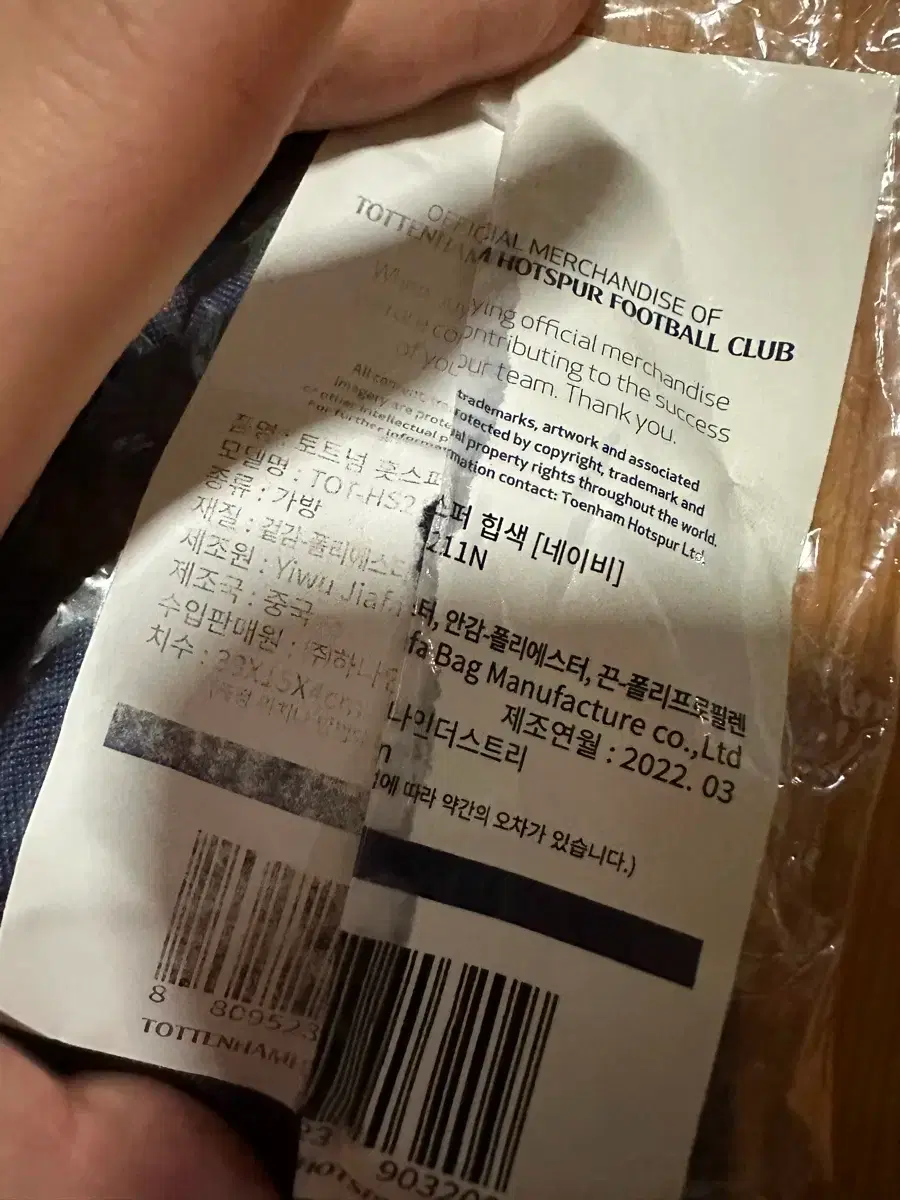 OFFICIAL MERCHANDISE OF
TOTTENHAM HOTSPUR FOOTBALL CLUB
When buying official merchandise
you're contributing to the success
of your team. Thank you.
trademarks, artwork and associated
imagery are protected by copyright, trademark and
or other intellectual property rights throughout the world.
For further information contact: Toenham Hotspur Ltd.
품명 : 토트넘 홋스퍼 힙색 [네이비]
모델명 : TOT-HS2211N
종류 : 가방
재질 : 겉감-폴리에스터, 안감-폴리에스터, 끈-폴리프로필렌
제조원 : Yiwu Jiafa Bag Manufacture co.,Ltd
제조국 : 중국 제조연월 : 2022. 03
수입판매원 : (주)하나인더스트리
치수 : 33X15X4cm
따라 약간의 오차가 있습니다.)
8 809523
TOTTENHAM HOTSPUR